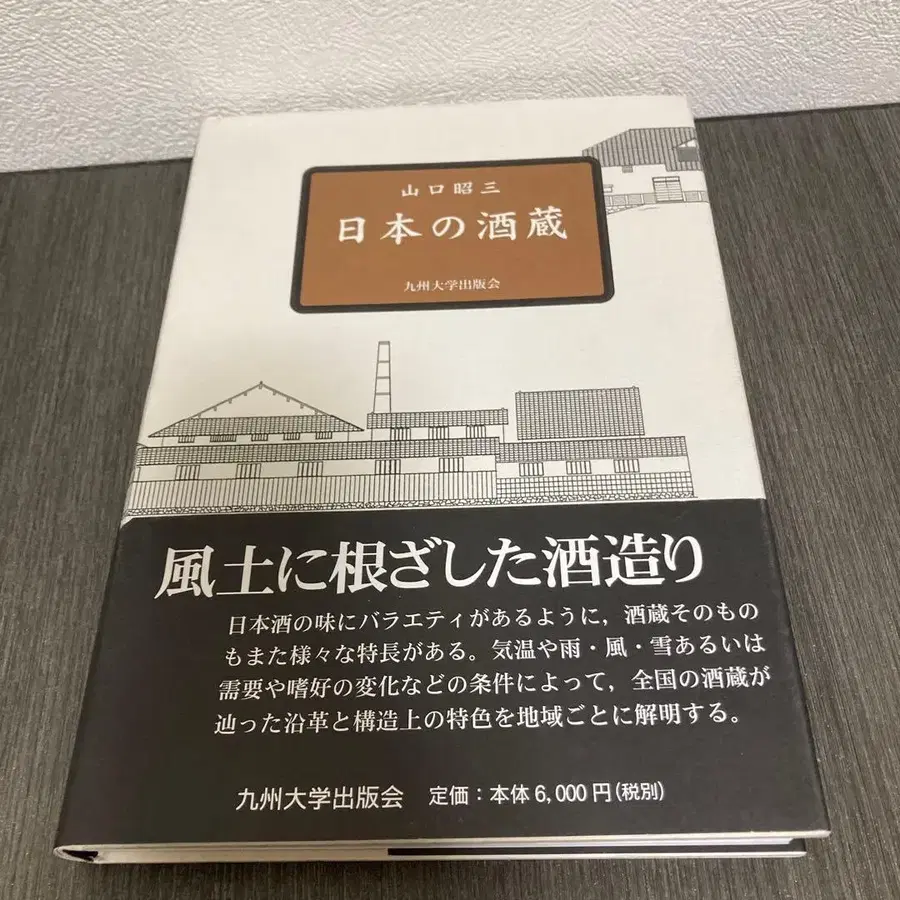 山口昭三
日本の酒蔵
九州大学出版会
風土に根ざした酒造り
日本酒の味にバラエティがあるように，酒蔵そのもの
もまた様々な特長がある。気温や雨・風・雪あるいは
需要や嗜好の変化などの条件によって，全国の酒蔵が
辿った沿革と構造上の特色を地域ごとに解明する。
九州大学出版会　定価：本体6,000円(税別)